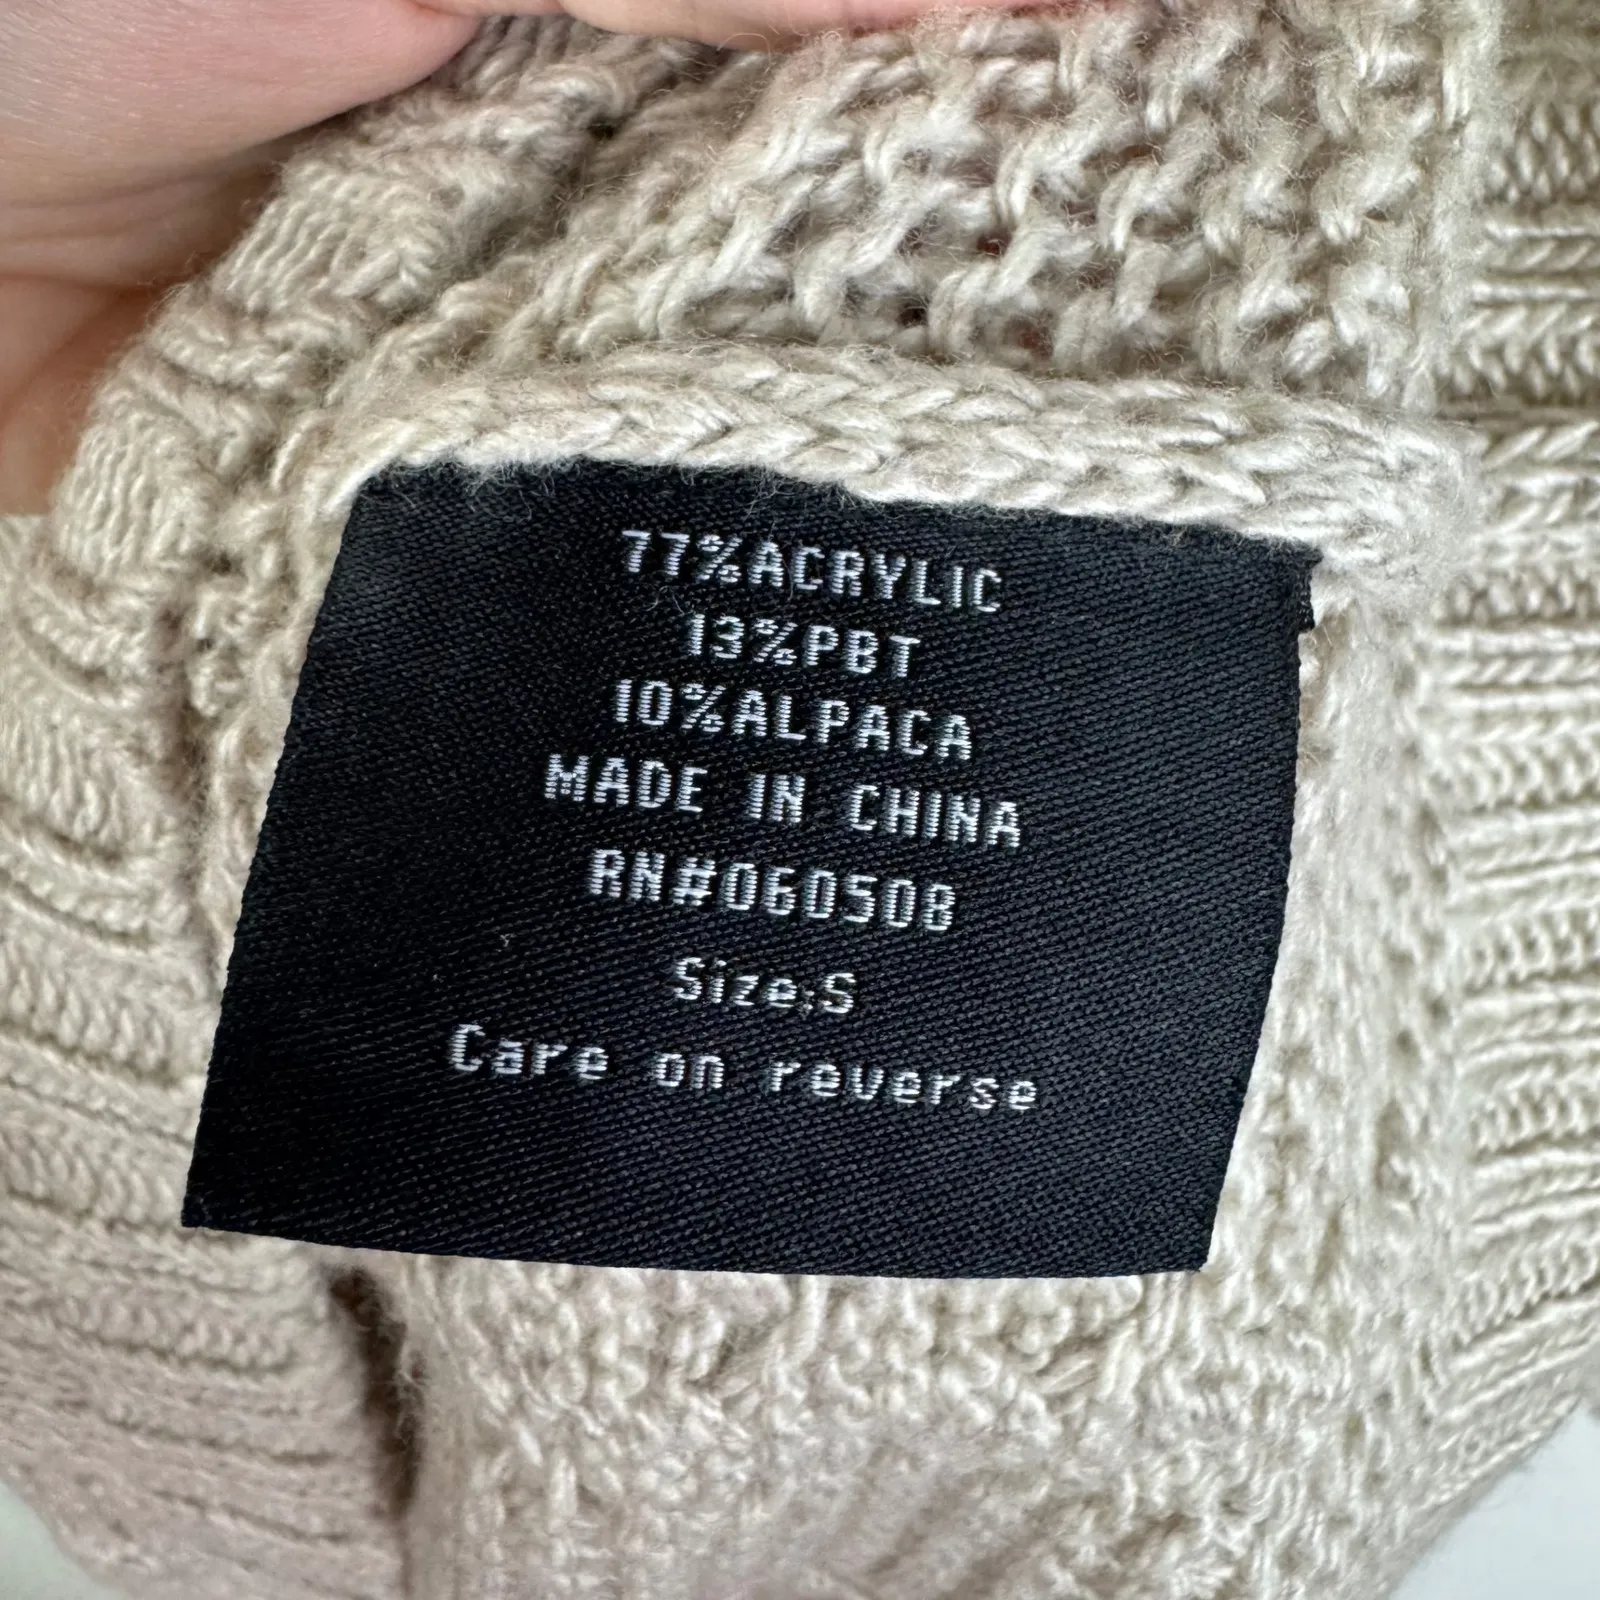 77%ACRYLIC
13%PBT
10%ALPACA
MADE IN CHINA
RN#060508
Size:S
Care on reverse